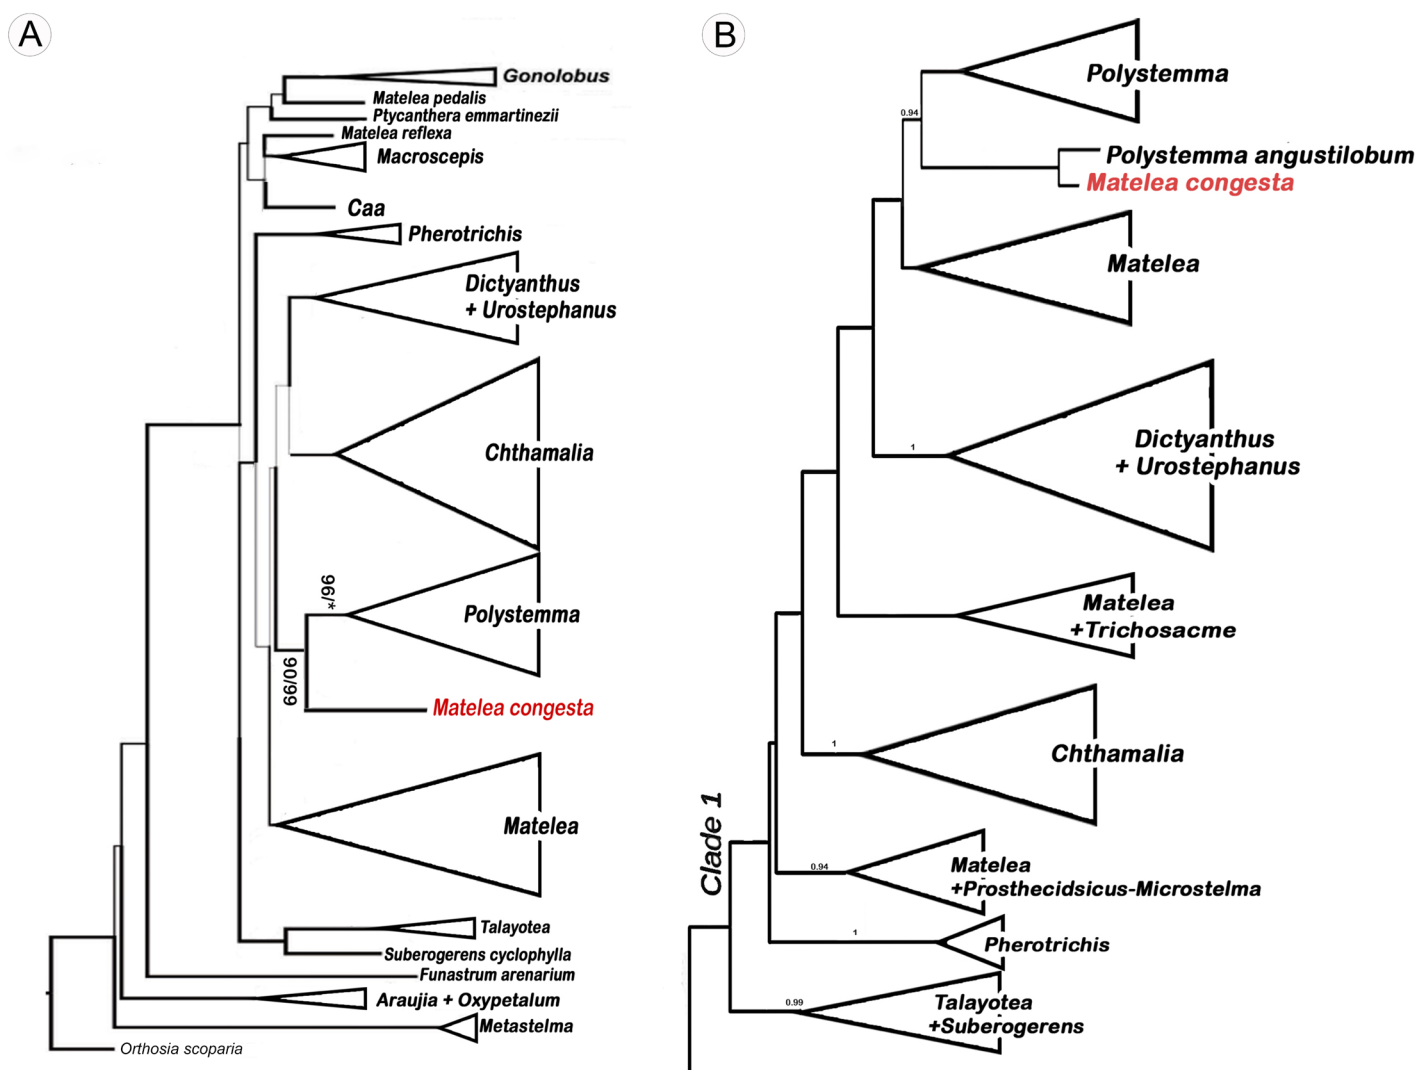 A
Gonolobus
Matelea pedalis
Ptycanthera emmartinezii
Matelea reflexa
Macroscepis
Caa
Pherotrichis
Dictyanthus
+ Urostephanus
Chthamalia
*/96
Polystemma
99/06
Matelea congesta
Matelea
Talayotea
Suberogerens cyclophylla
Funastrum arenarium
Araujia + Oxypetalum
Metastelma
Orthosia scoparia
B
Polystemma
0.94
Polystemma angustilobum
Matelea congesta
Matelea
1
Dictyanthus
+ Urostephanus
Matelea
+Trichosacme
1
Chthamalia
Clade 1
0.94
Matelea
+Prosthecidsicus-Microstelma
1
Pherotrichis
0.99
Talayotea
+Suberogerens